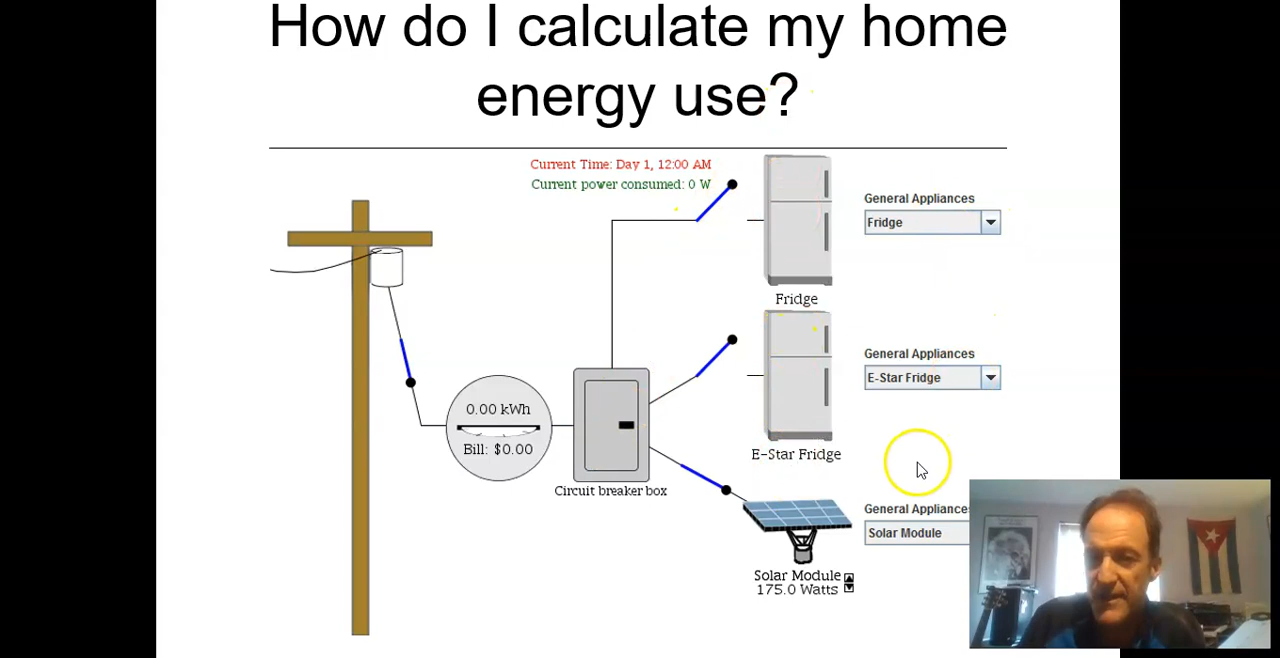 How do I calculate my home
energy use?
Current Time: Day 1, 12:00 AM
Current power consumed: 0 W
General Appliances
Fridge
Fridge
General Appliances
E-Star Fridge
0.00 kWh
Bill: $0.00
E-Star Fridge
Circuit breaker box
General Appliances
Solar Module
Solar Module
175.0 Watts